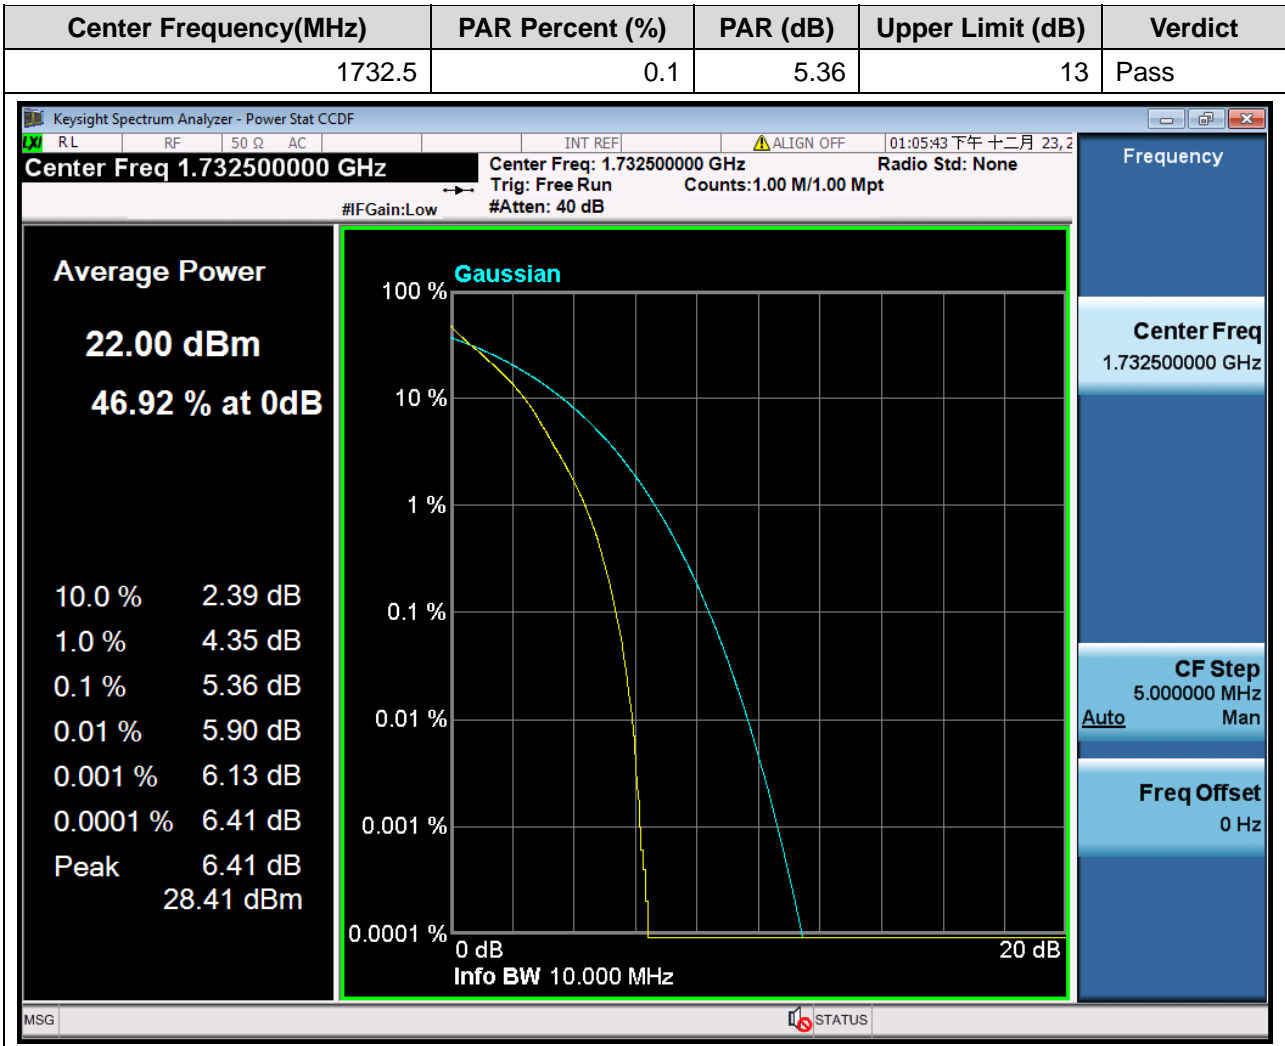 Center Frequency(MHz) PAR Percent (%) PAR (dB) Upper Limit (dB) Verdict
1732.5 0.1 5.36 13 Pass
Keysight Spectrum Analyzer - Power Stat CCDF
LXI RL RF 50 Ω AC INT REF ALIGN OFF 01:05:43 下午 十二月 23, 2
Center Freq 1.732500000 GHz
Center Freq: 1.732500000 GHz Radio Std: None
Trig: Free Run Counts:1.00 M/1.00 Mpt
#IFGain:Low #Atten: 40 dB
Average Power
22.00 dBm
46.92 % at 0dB
10.0 % 2.39 dB
1.0 % 4.35 dB
0.1 % 5.36 dB
0.01 % 5.90 dB
0.001 % 6.13 dB
0.0001 % 6.41 dB
Peak 6.41 dB
28.41 dBm
Gaussian
100 %
10 %
1 %
0.1 %
0.01 %
0.001 %
0.0001 %
0 dB 20 dB
Info BW 10.000 MHz
Frequency
Center Freq
1.732500000 GHz
CF Step
5.000000 MHz
Auto Man
Freq Offset
0 Hz
MSG STATUS